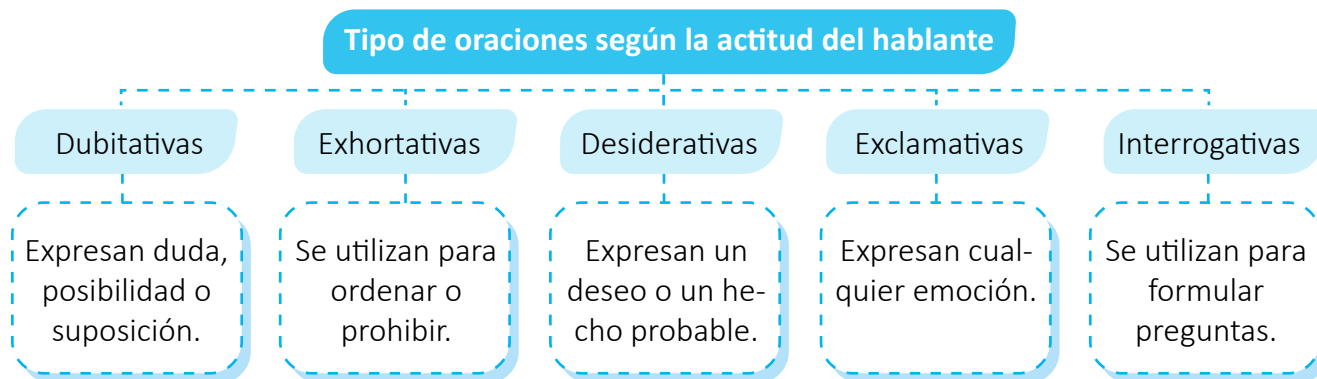 Tipo de oraciones según la actitud del hablante
Dubitativas
Exhortativas
Desiderativas
Exclamativas
Interrogativas
Expresan duda,
posibilidad o
suposición.
Se utilizan para
ordenar o
prohibir.
Expresan un
deseo o un he-
cho probable.
Expresan cual-
quier emoción.
Se utilizan para
formular
preguntas.